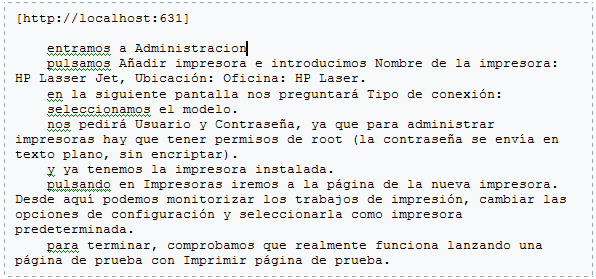 [http://localhost:631]
entramos a Administracion
pulsamos Añadir impresora e introducimos Nombre de la impresora:
HP Lasser Jet, Ubicación: Oficina: HP Laser.
en la siguiente pantalla nos preguntará Tipo de conexión:
seleccionamos el modelo.
nos pedirá Usuario y Contraseña, ya que para administrar
impresoras hay que tener permisos de root (la contraseña se envía en
texto plano, sin encriptar).
y ya tenemos la impresora instalada.
pulsando en Impresoras iremos a la página de la nueva impresora.
Desde aquí podemos monitorizar los trabajos de impresión, cambiar las
opciones de configuración y seleccionarla como impresora
predeterminada.
para terminar, comprobamos que realmente funciona lanzando una
página de prueba con Imprimir página de prueba.